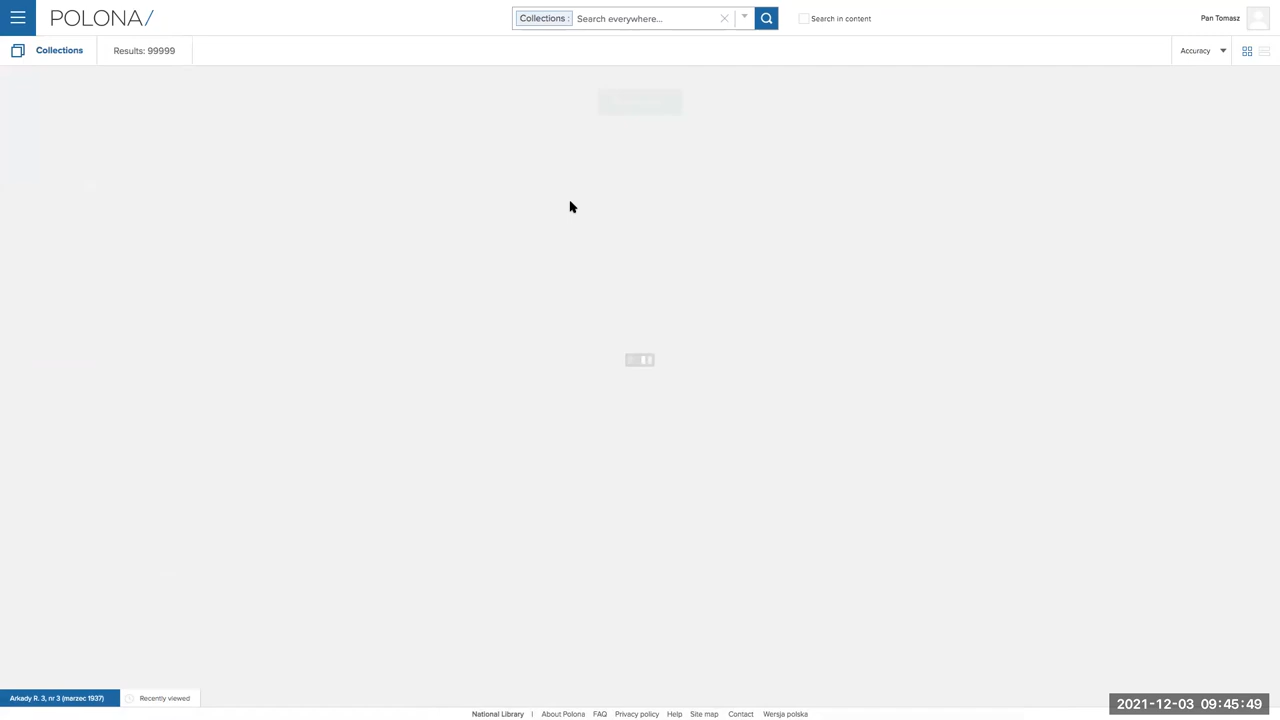 POLONA/
Collections :
Search everywhere...
Search in content
Pan Tomasz
Collections
Results: 99999
Accuracy
Arkady R. 3, nr 3 (marzec 1937)
Recently viewed
2021-12-03 09:45:49
National Library | About Polona FAQ Privacy policy Help Site map Contact Wersja polska